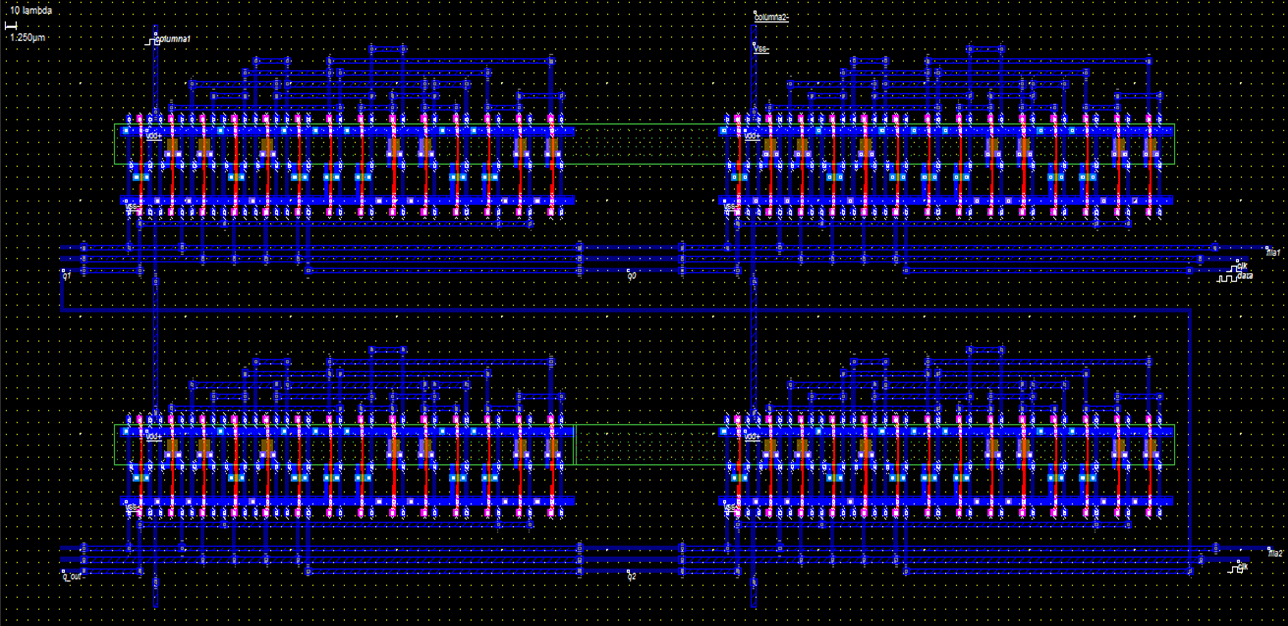 10 lambda
1.250µm
columna1
columna2-
Vss-
Vdd+
Vdd+
Vss-
Vss-
fila1
q1
q0
clk
data
Vdd+
Vdd+
Vss-
Vss-
fila2
q_out
q2
clk